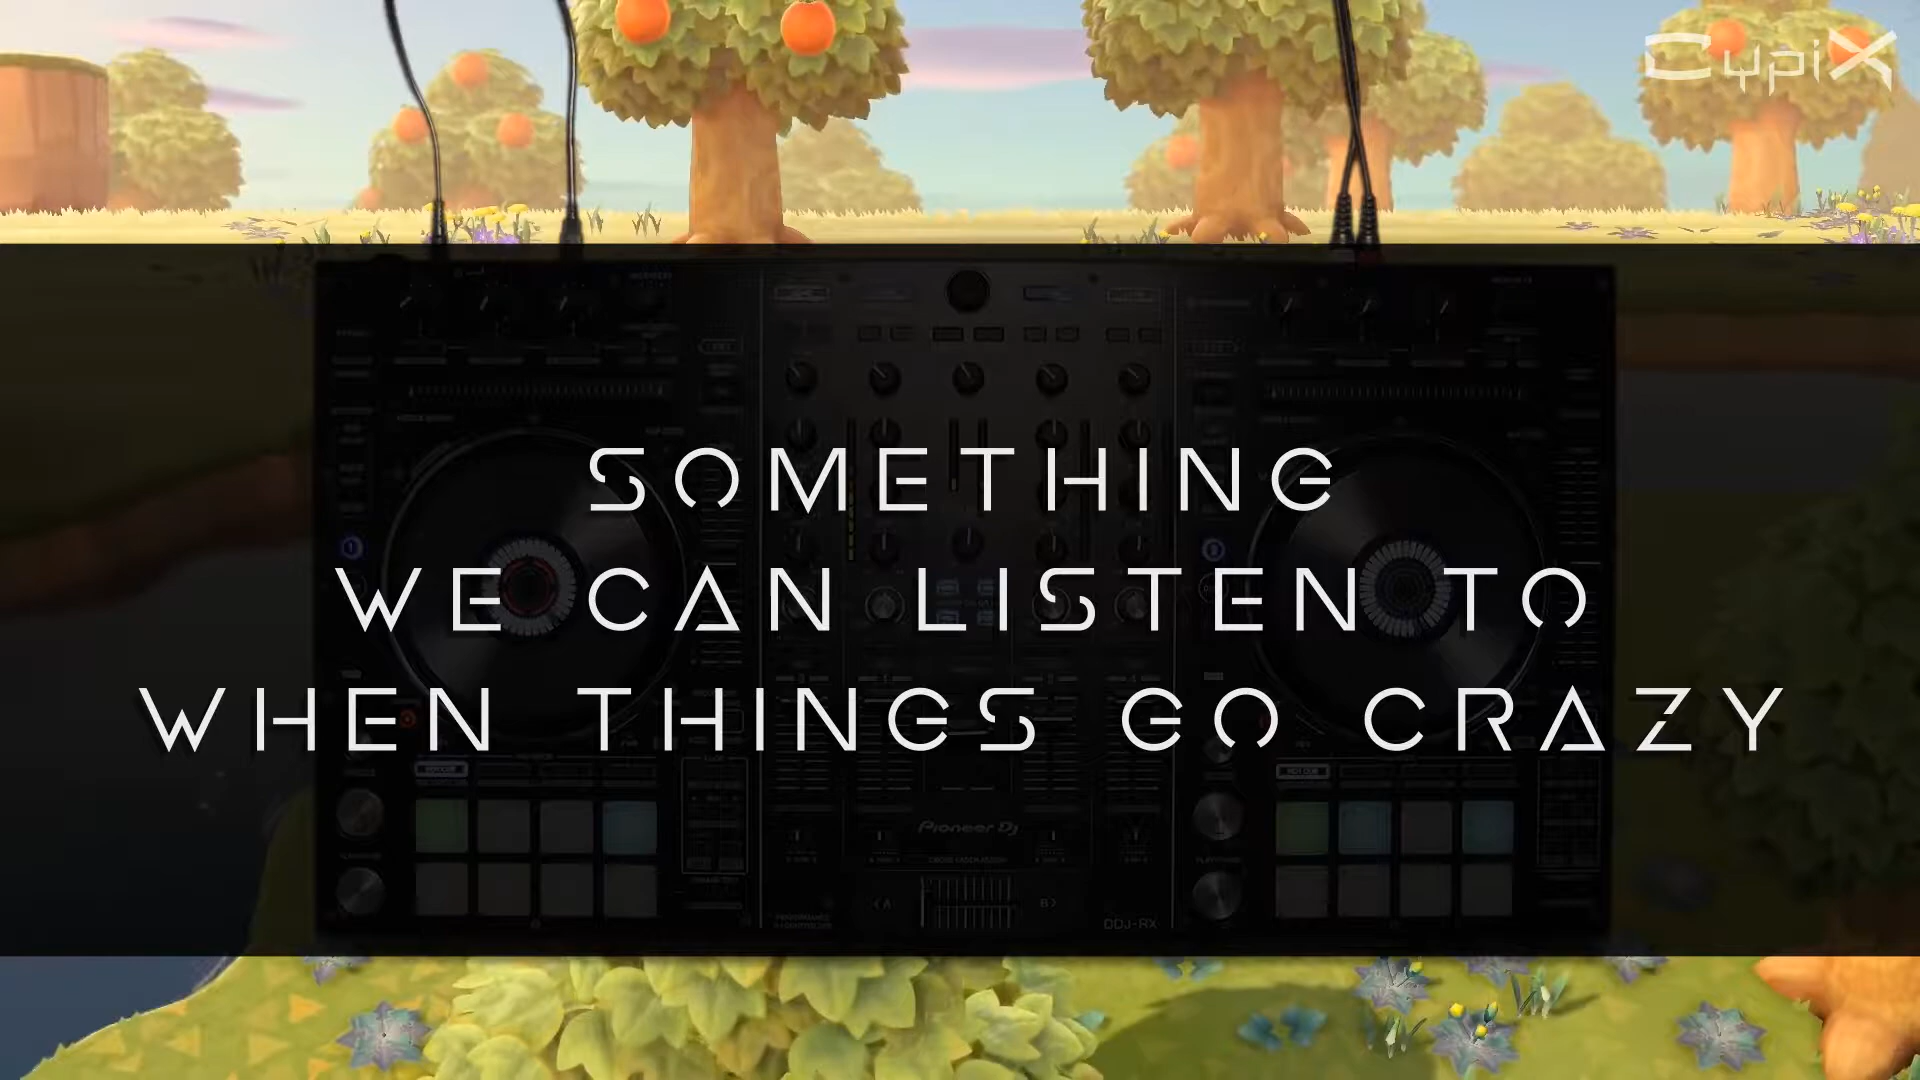 CypiX
SOMETHING
WE CAN LISTEN TO
WHEN THINGS GO CRAZY
Pioneer Dj
DDJ-RX